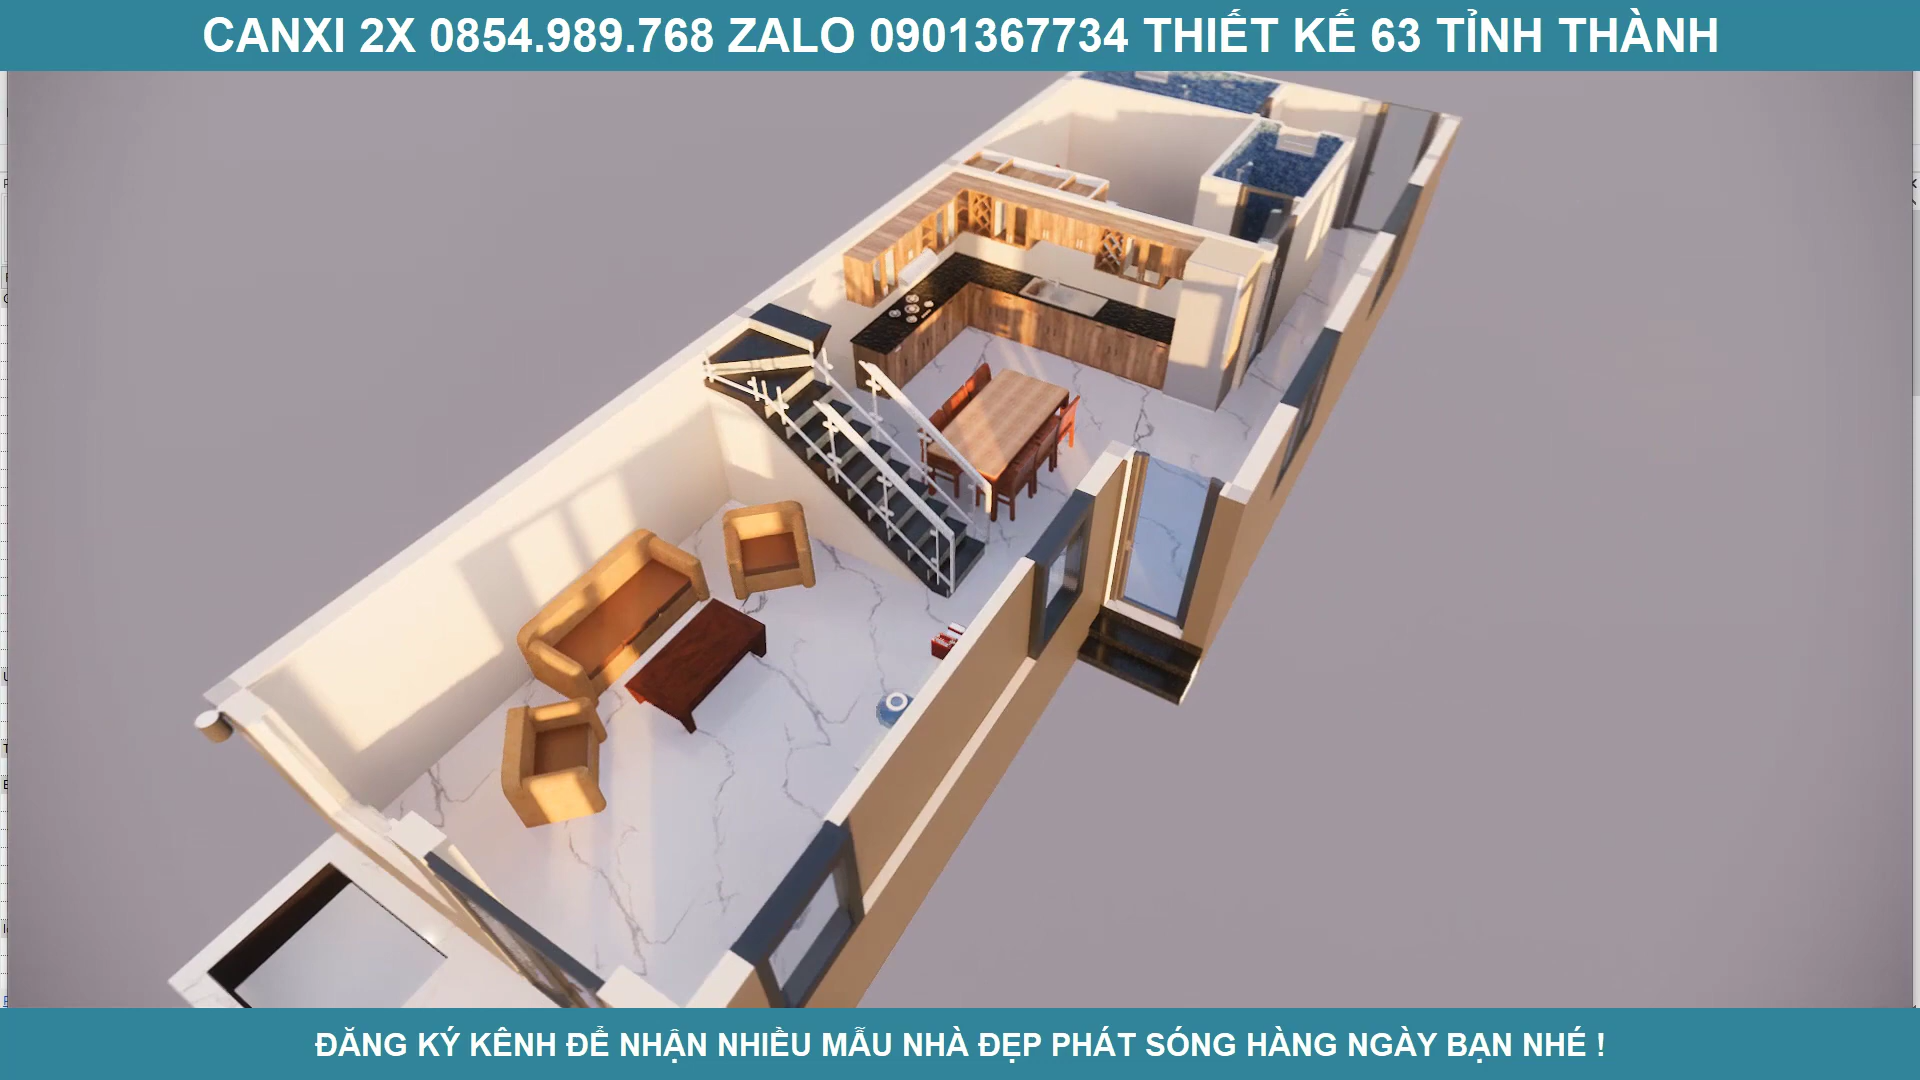 CANXI 2X 0854.989.768 ZALO 0901367734 THIẾT KẾ 63 TỈNH THÀNH
ĐĂNG KÝ KÊNH ĐỂ NHẬN NHIỀU MẪU NHÀ ĐẸP PHÁT SÓNG HÀNG NGÀY BẠN NHÉ !